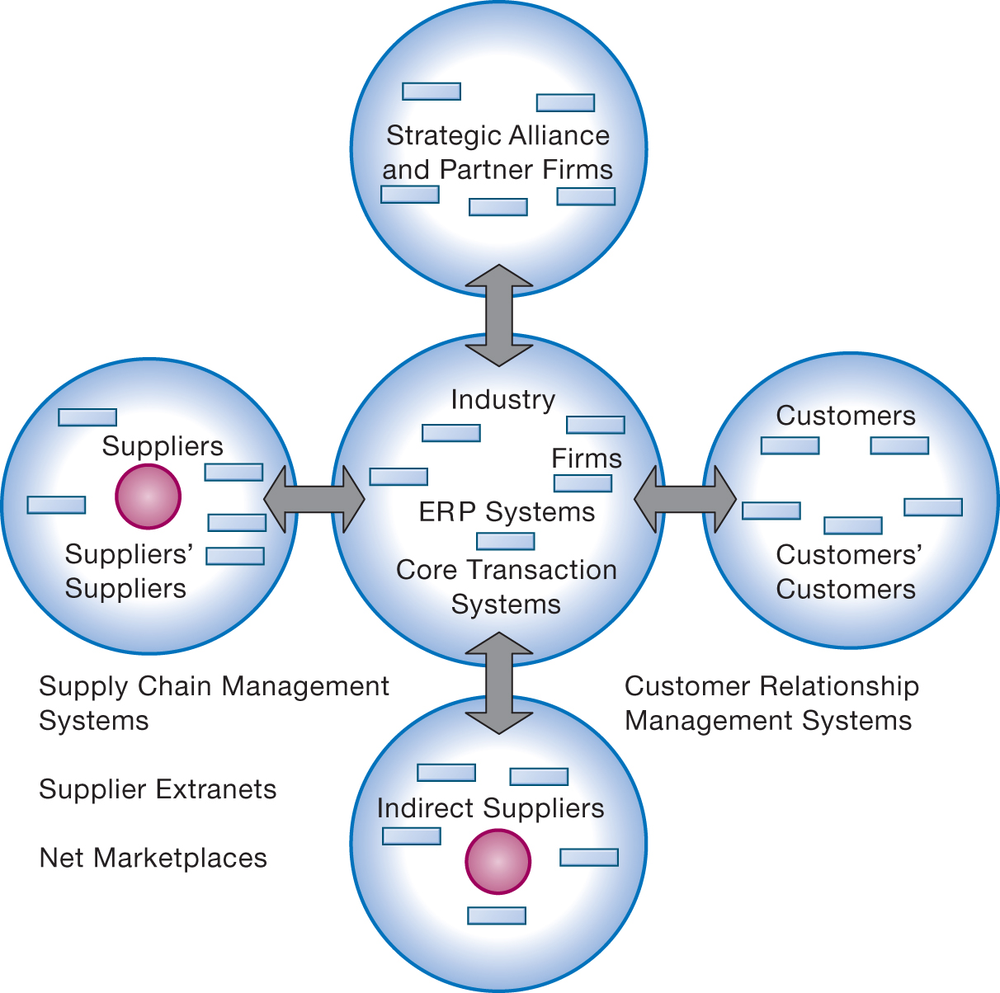 Strategic Alliance
and Partner Firms
Industry
Firms
ERP Systems
Core Transaction
Systems
Suppliers
Suppliers’
Suppliers
Customers
Customers’
Customers
Supply Chain Management
Systems
Supplier Extranets
Net Marketplaces
Customer Relationship
Management Systems
Indirect Suppliers